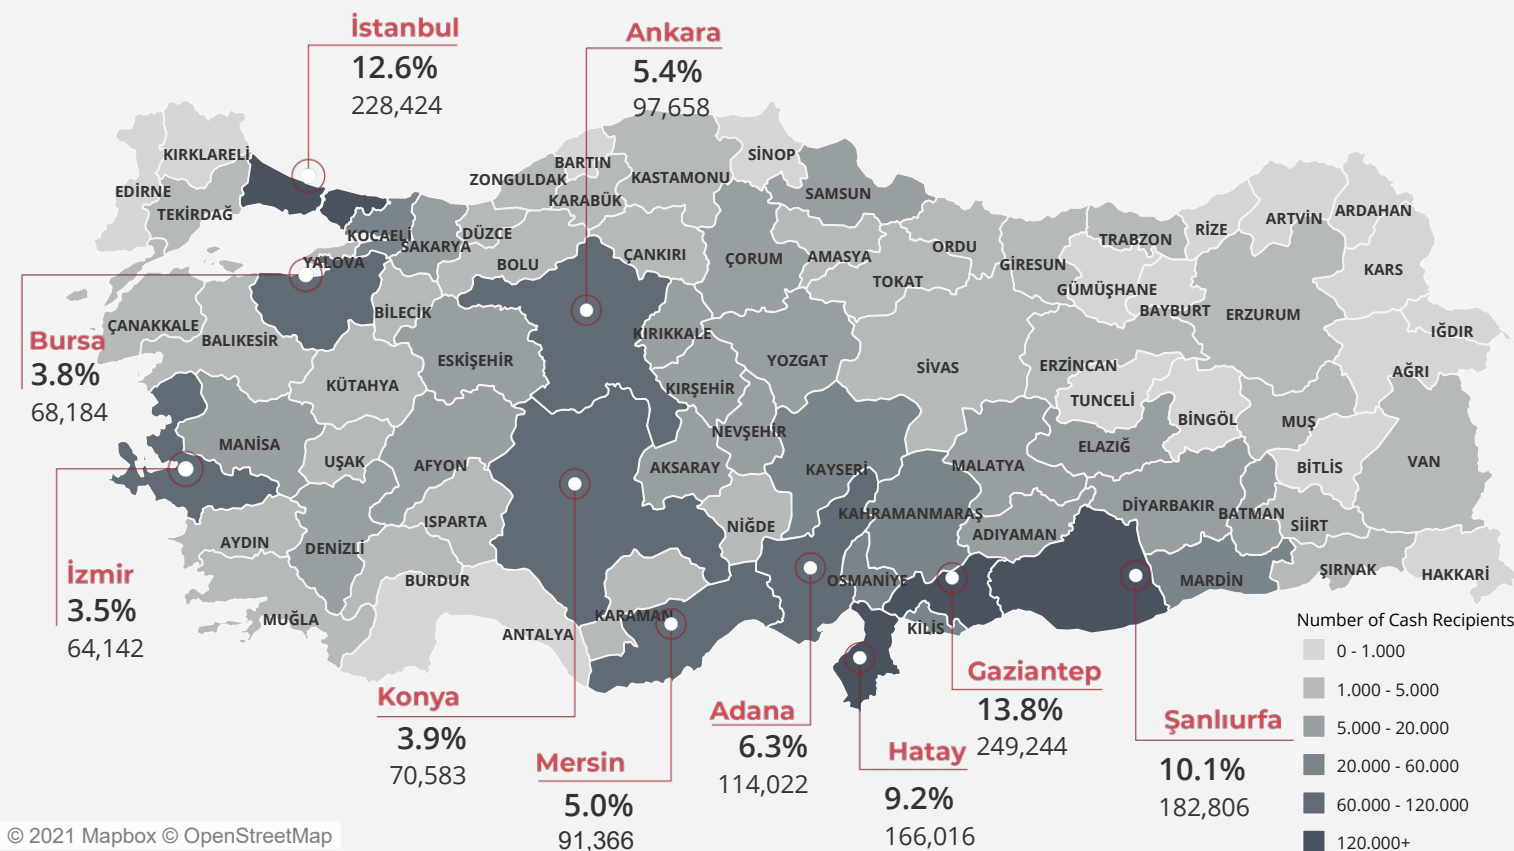 İstanbul
12.6%
228,424
Ankara
5.4%
97,658
KIRKLARELİ
EDİRNE
TEKİRDAĞ
BARTIN
ZONGULDAK
KARABÜK
KASTAMONU
SİNOP
SAMSUN
KOCAELİ
SAKARYA
DÜZCE
YALOVA
BOLU
ÇANKIRI
ÇORUM
AMASYA
TOKAT
ORDU
GİRESUN
TRABZON
RİZE
ARTVİN
ARDAHAN
KARS
GÜMÜŞHANE
BAYBURT
ERZURUM
IĞDIR
AĞRI
Bursa
3.8%
68,184
ÇANAKKALE
BALIKESİR
BİLECİK
ESKİŞEHİR
KÜTAHYA
KIRIKKALE
KIRŞEHİR
YOZGAT
SİVAS
ERZİNCAN
TUNCELİ
BİNGÖL
MUŞ
BİTLİS
VAN
MANİSA
UŞAK
AFYON
NEVŞEHİR
AKSARAY
KAYSERİ
MALATYA
ELAZIĞ
DİYARBAKIR
BATMAN
SİİRT
ŞIRNAK
HAKKARİ
MARDİN
İzmir
3.5%
64,142
AYDIN
DENİZLİ
ISPARTA
BURDUR
MUĞLA
ANTALYA
KARAMAN
NİĞDE
KAHRAMANMARAŞ
ADIYAMAN
OSMANİYE
KİLİS
Konya
3.9%
70,583
Mersin
5.0%
91,366
Adana
6.3%
114,022
Hatay
9.2%
166,016
Gaziantep
13.8%
249,244
Şanlıurfa
10.1%
182,806
Number of Cash Recipients
0 - 1.000
1.000 - 5.000
5.000 - 20.000
20.000 - 60.000
60.000 - 120.000
120.000+
© 2021 Mapbox © OpenStreetMap